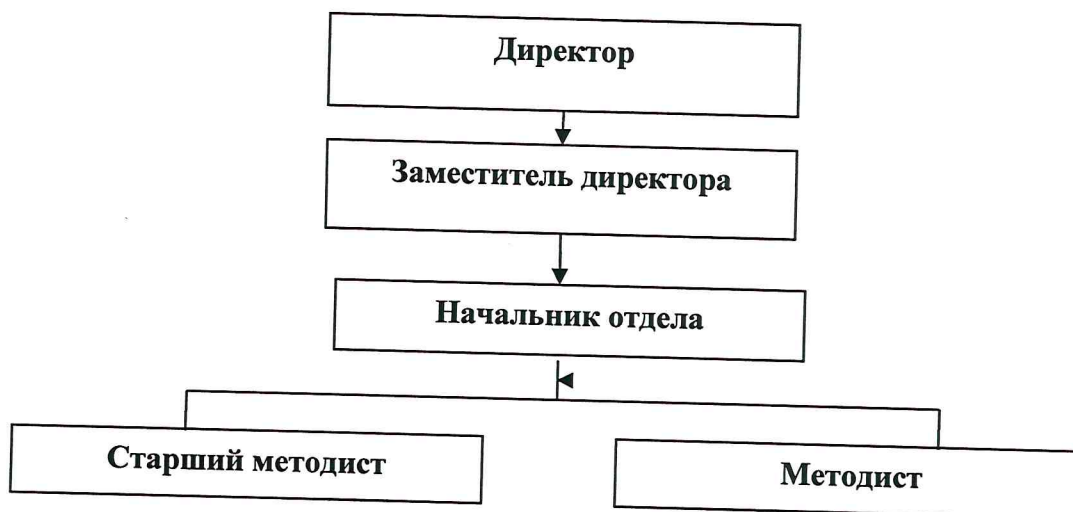 Директор
Заместитель директора
Начальник отдела
Старший методист
Методист